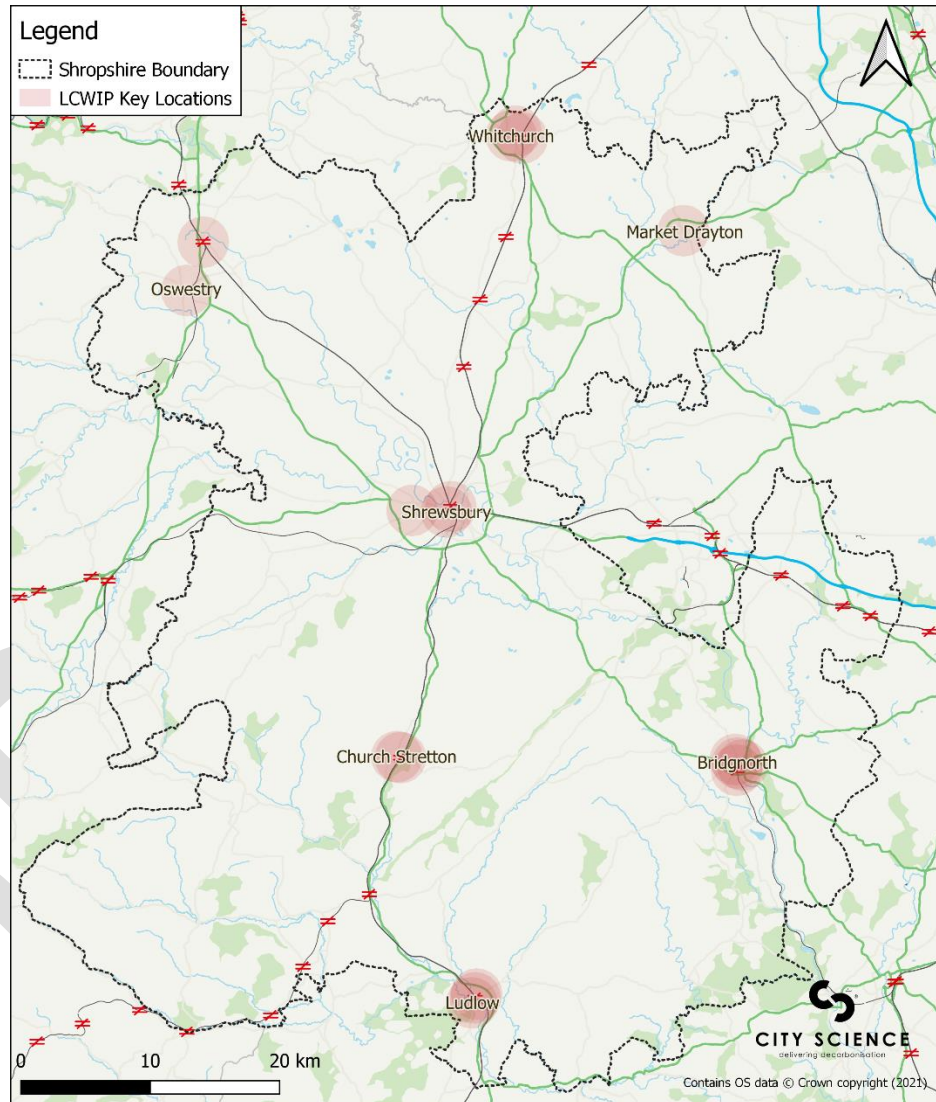 Legend
Shropshire Boundary
LCWIP Key Locations
Whitchurch
Market Drayton
Oswestry
Shrewsbury
Church Stretton
Bridgnorth
Ludlow
CITY SCIENCE
delivering decarbonisation
0 10 20 km
Contains OS data © Crown copyright (2021)